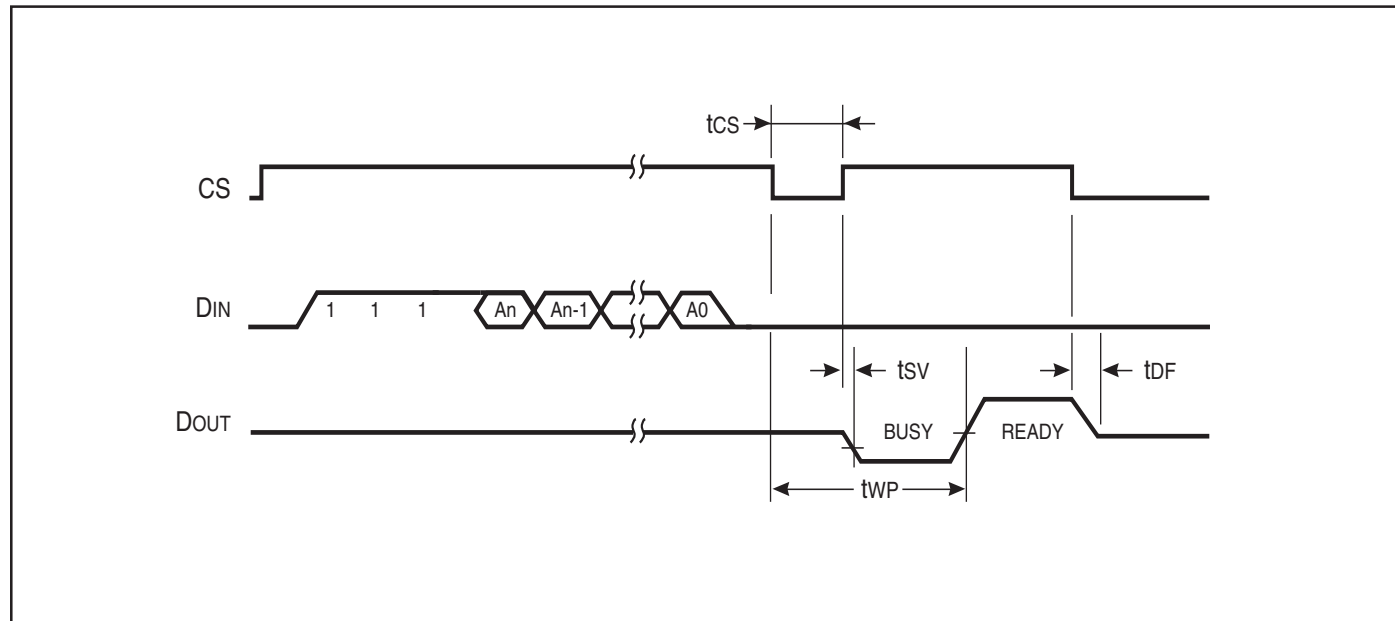 tCS
CS
DIN 1 1 1 An An-1 A0
tSV tDF
DOUT BUSY READY
tWP